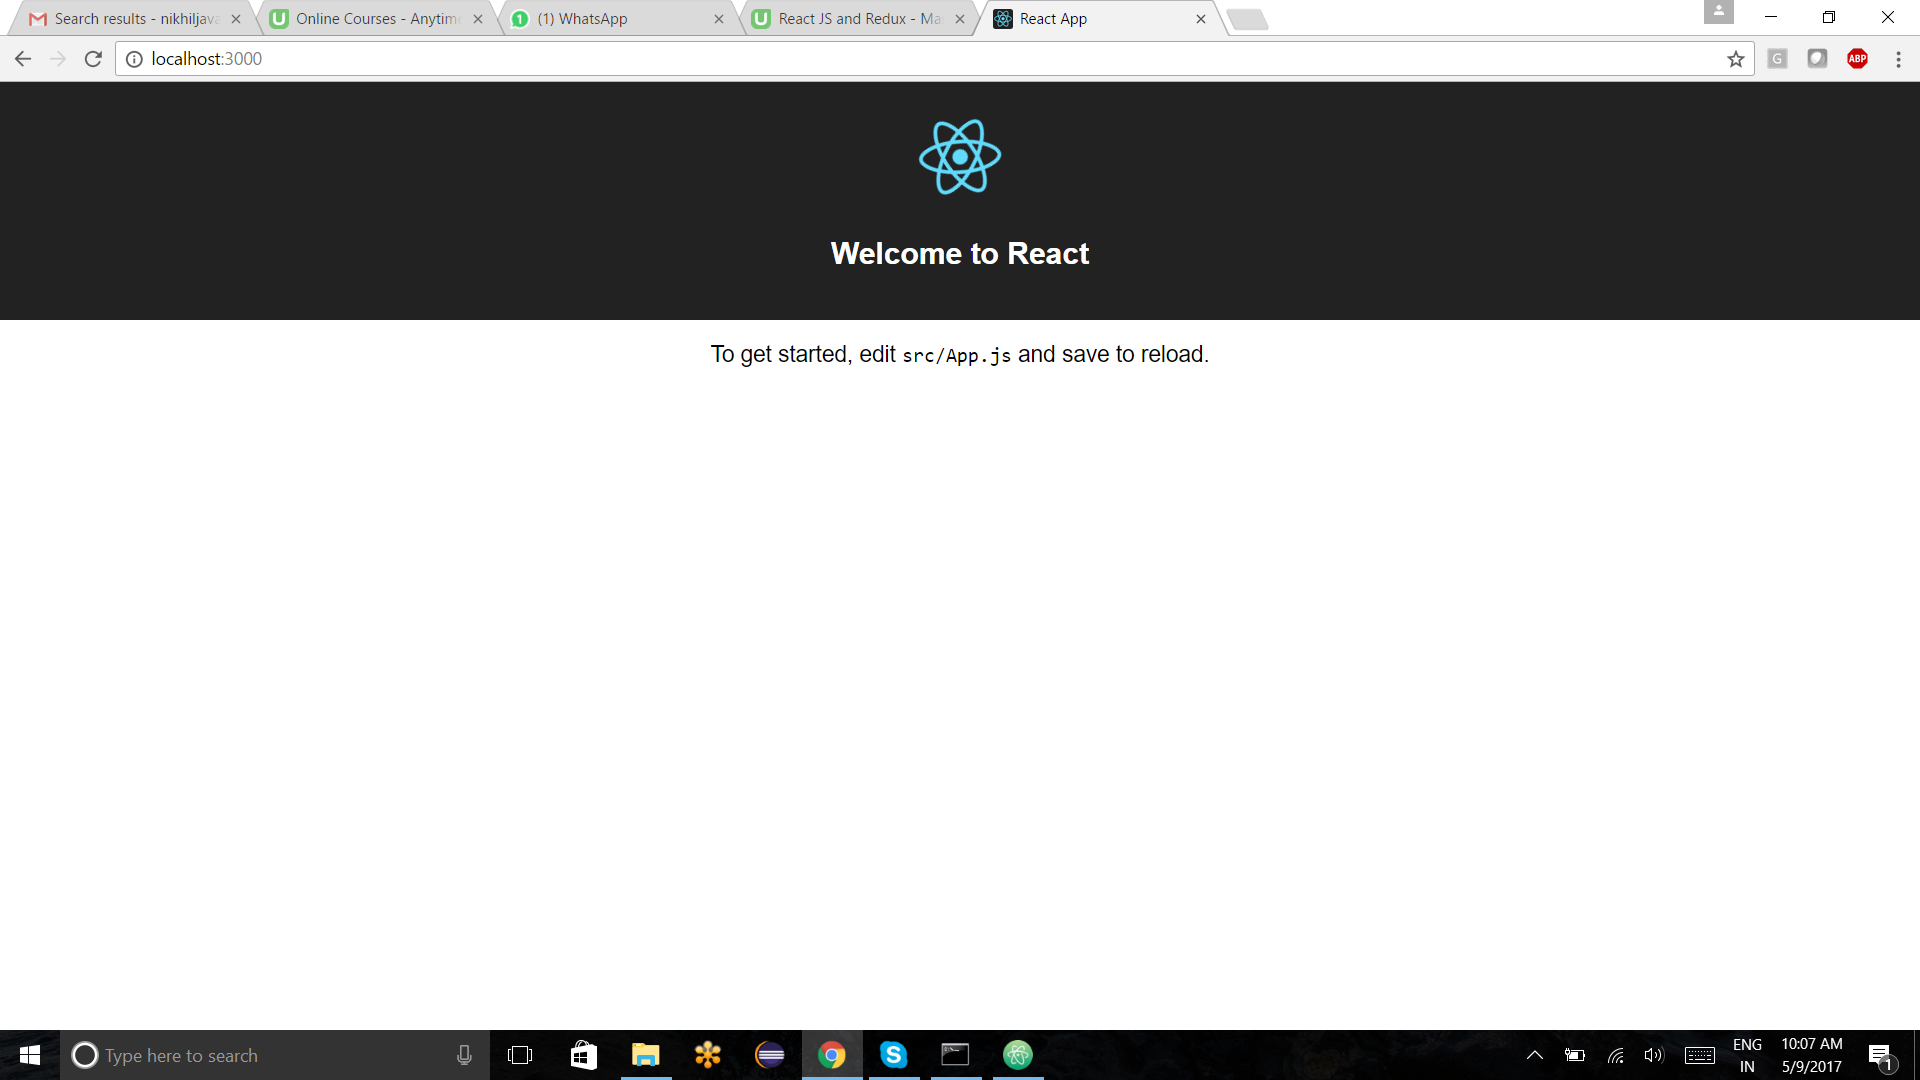 Search results - nikhiljava
Online Courses - Anytim
1
(1) WhatsApp
React JS and Redux - Ma
React App
localhost:3000
G
ABP
Welcome to React
To get started, edit src/App.js and save to reload.
Type here to search
ENG
IN
10:07 AM
5/9/2017
1